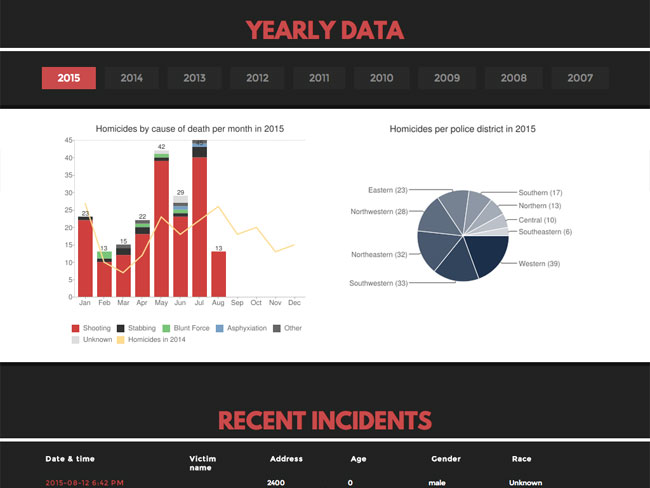 YEARLY DATA
2015 2014 2013 2012 2011 2010 2009 2008 2007
Homicides by cause of death per month in 2015
45
40
35
30
25
20
15
10
5
0
23 13 15 22 42 29 45 13
Jan Feb Mar Apr May Jun Jul Aug Sep Oct Nov Dec
Shooting Stabbing Blunt Force Asphyxiation Other
Unknown Homicides in 2014
Homicides per police district in 2015
Eastern (23)
Northwestern (28)
Northeastern (32)
Southwestern (33)
Southern (17)
Northern (13)
Central (10)
Southeastern (6)
Western (39)
RECENT INCIDENTS
Date & time Victim name Address Age Gender Race
2015-08-12 6:42 PM 2400 0 male Unknown